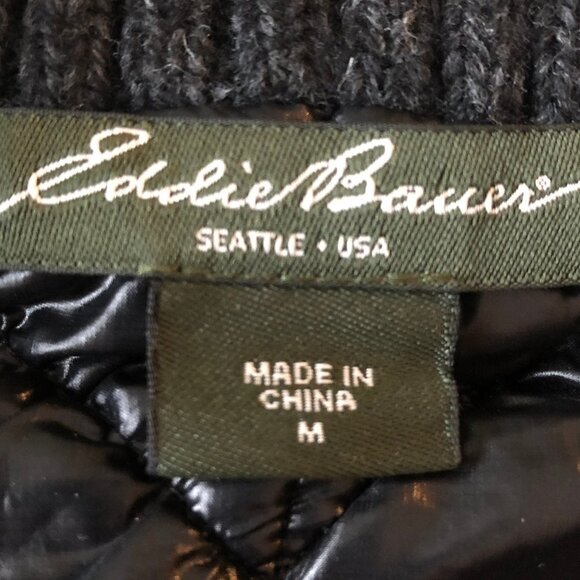 Eddie Bauer®
SEATTLE • USA
MADE IN
CHINA
M